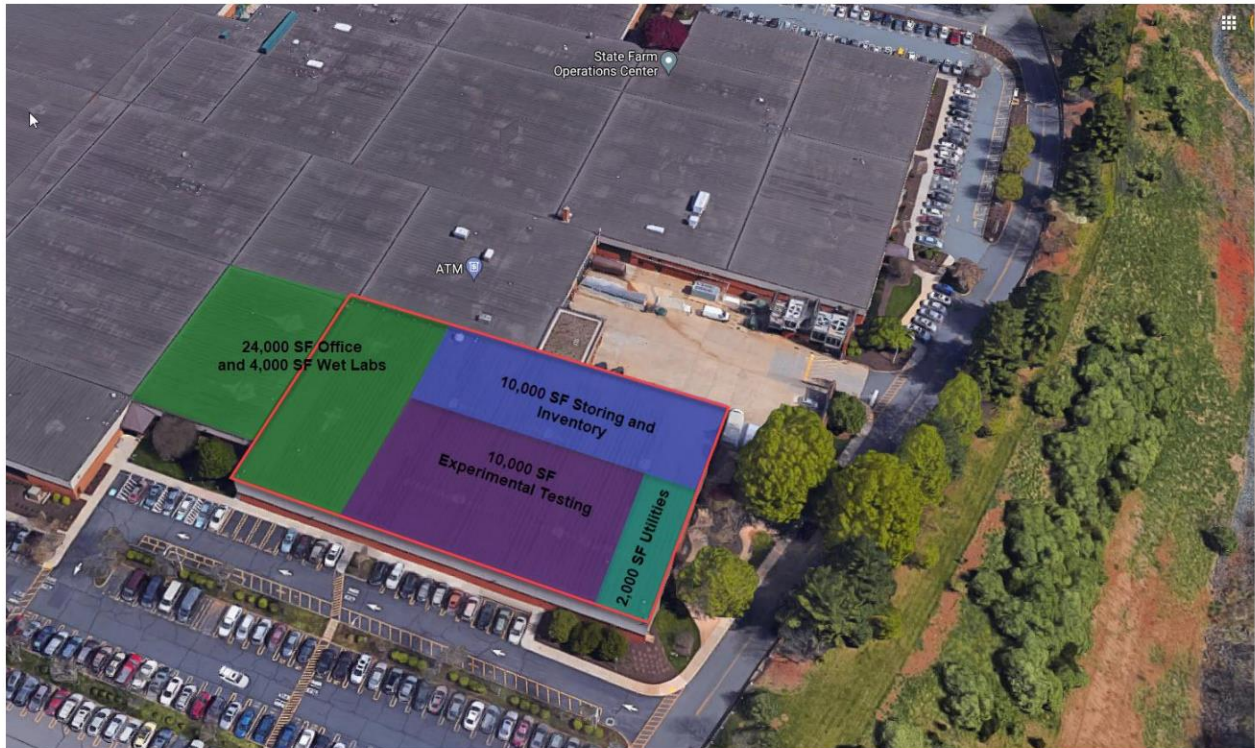 State Farm
Operations Center
ATM
24,000 SF Office
and 4,000 SF Wet Labs
10,000 SF Storing and
Inventory
10,000 SF
Experimental Testing
2,000 SF Utilities